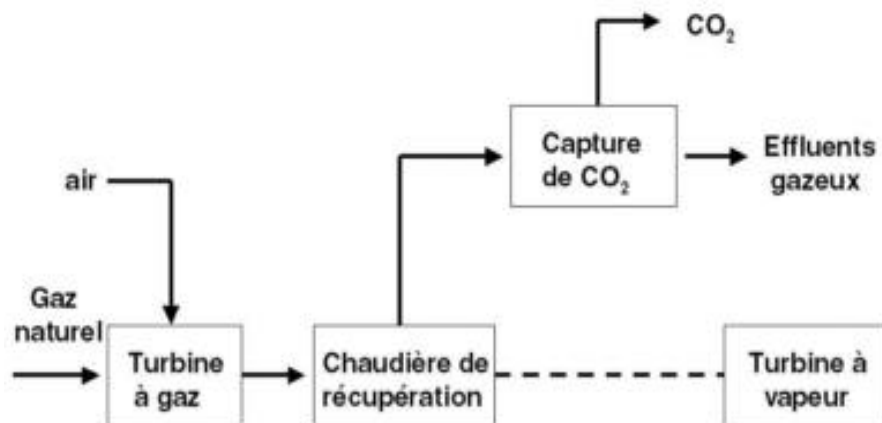 CO₂
Capture
de CO₂
Effluents
gazeux
air
Gaz
naturel
Turbine
à gaz
Chaudière de
récupération
Turbine à
vapeur